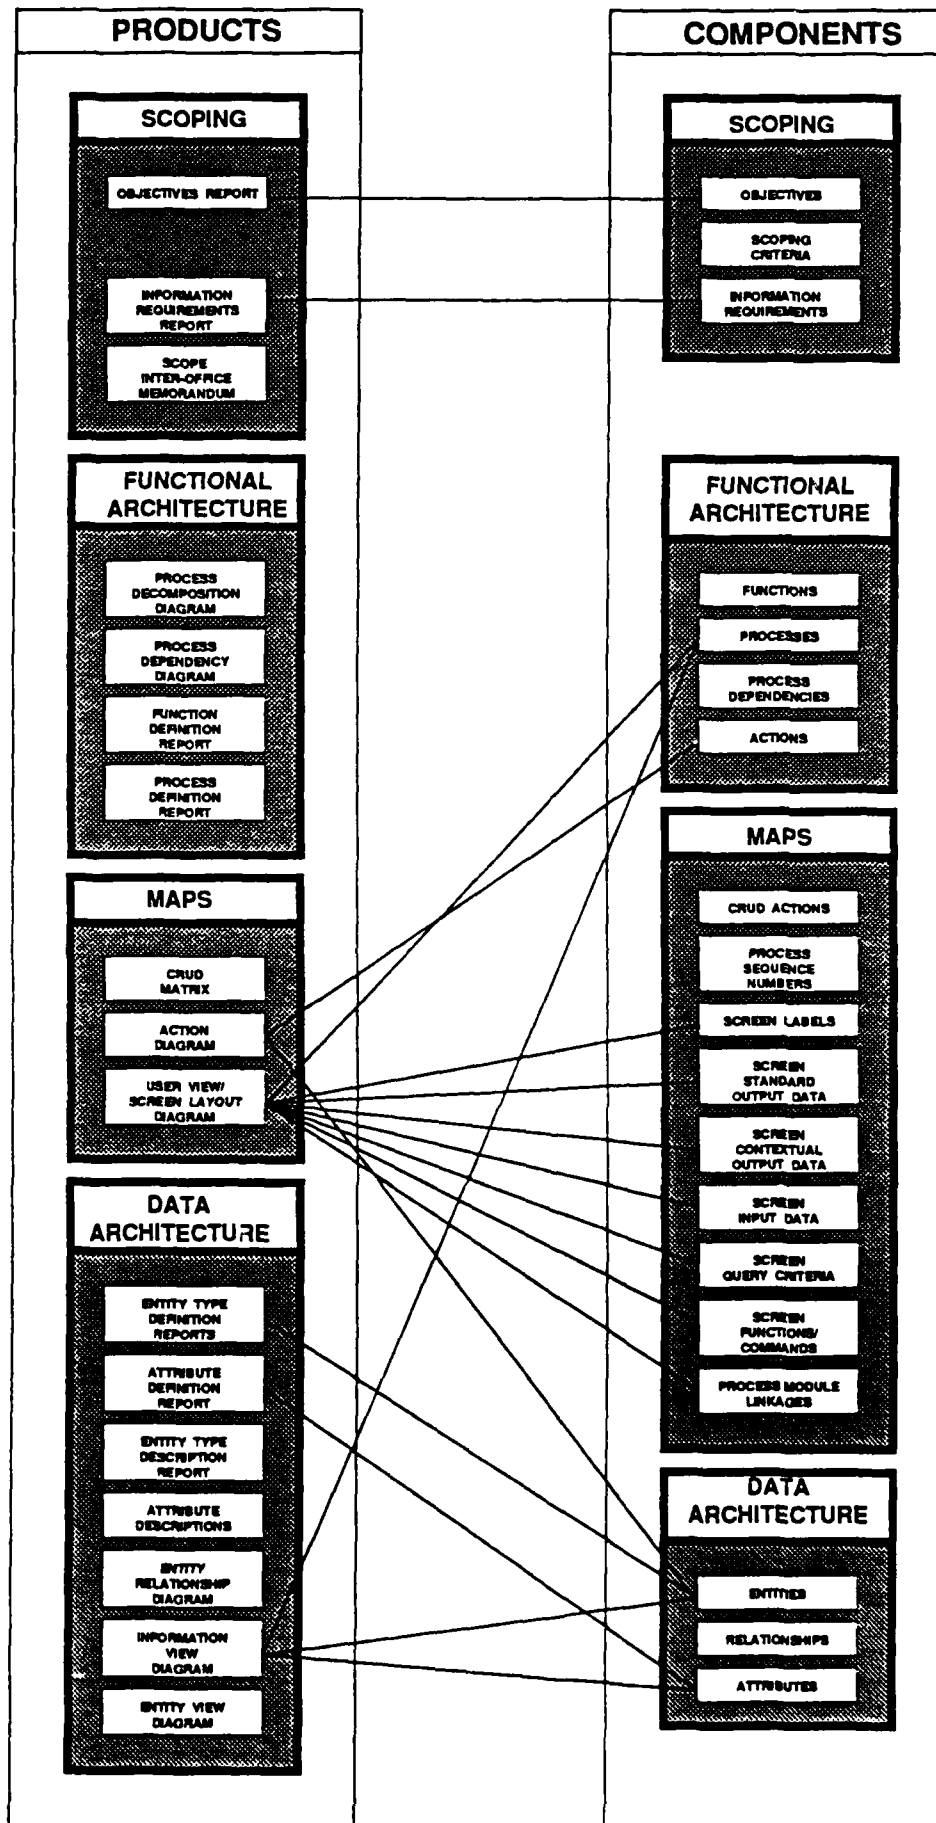 PRODUCTS
SCOPING
OBJECTIVES REPORT
INFORMATION
REQUIREMENTS
REPORT
SCOPE
INTER-OFFICE
MEMORANDUM
FUNCTIONAL
ARCHITECTURE
PROCESS
DECOMPOSITION
DIAGRAM
PROCESS
DEPENDENCY
DIAGRAM
FUNCTION
DEFINITION
REPORT
PROCESS
DEFINITION
REPORT
MAPS
CRUD
MATRIX
ACTION
DIAGRAM
USER VIEW/
SCREEN LAYOUT
DIAGRAM
DATA
ARCHITECTURE
ENTITY TYPE
DEFINITION
REPORTS
ATTRIBUTE
DEFINITION
REPORT
ENTITY TYPE
DESCRIPTION
REPORT
ATTRIBUTE
DESCRIPTIONS
ENTITY
RELATIONSHIP
DIAGRAM
INFORMATION
VIEW
DIAGRAM
ENTITY VIEW
DIAGRAM
COMPONENTS
SCOPING
OBJECTIVES
SCOPING
CRITERIA
INFORMATION
REQUIREMENTS
FUNCTIONAL
ARCHITECTURE
FUNCTIONS
PROCESSES
PROCESS
DEPENDENCIES
ACTIONS
MAPS
CRUD ACTIONS
PROCESS
SEQUENCE
NUMBERS
SCREEN LABELS
SCREEN
STANDARD
OUTPUT DATA
SCREEN
CONTEXTUAL
OUTPUT DATA
SCREEN
INPUT DATA
SCREEN
QUERY CRITERIA
SCREEN
FUNCTIONS/
COMMANDS
PROCESS MODULE
LINKAGES
DATA
ARCHITECTURE
ENTITIES
RELATIONSHIPS
ATTRIBUTES